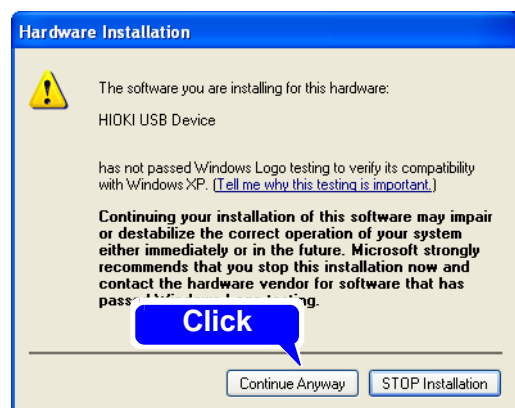 Hardware Installation
The software you are installing for this hardware:
HIOKI USB Device
has not passed Windows Logo testing to verify its compatibility
with Windows XP. (Tell me why this testing is important.)
Continuing your installation of this software may impair
or destabilize the correct operation of your system
either immediately or in the future. Microsoft strongly
recommends that you stop this installation now and
contact the hardware vendor for software that has
Click
Continue Anyway
STOP Installation